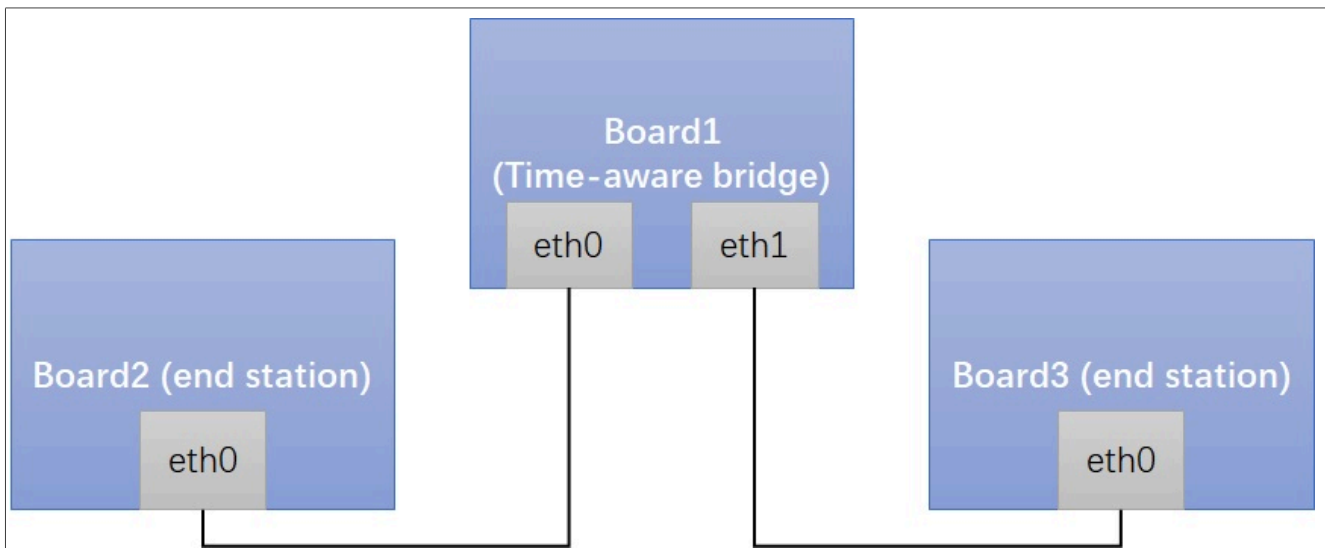 Board1
(Time-aware bridge)
eth0
eth1
Board2 (end station)
eth0
Board3 (end station)
eth0